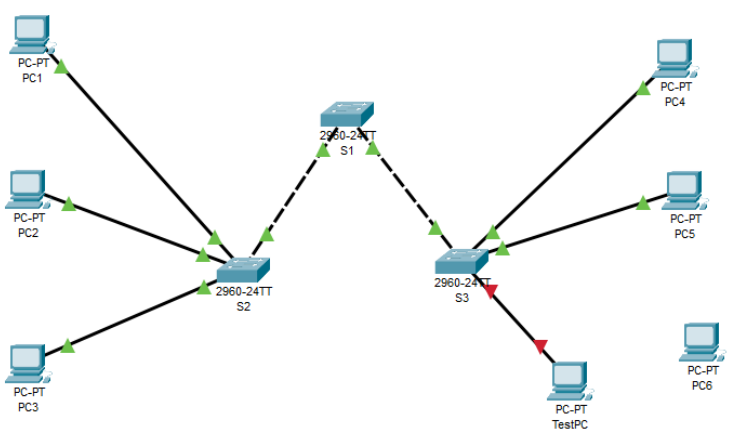 PC-PT
PC1
2960-24TT
S1
PC-PT
PC4
PC-PT
PC2
PC-PT
PC5
2960-24TT
S2
2960-24TT
S3
PC-PT
PC3
PC-PT
TestPC
PC-PT
PC6